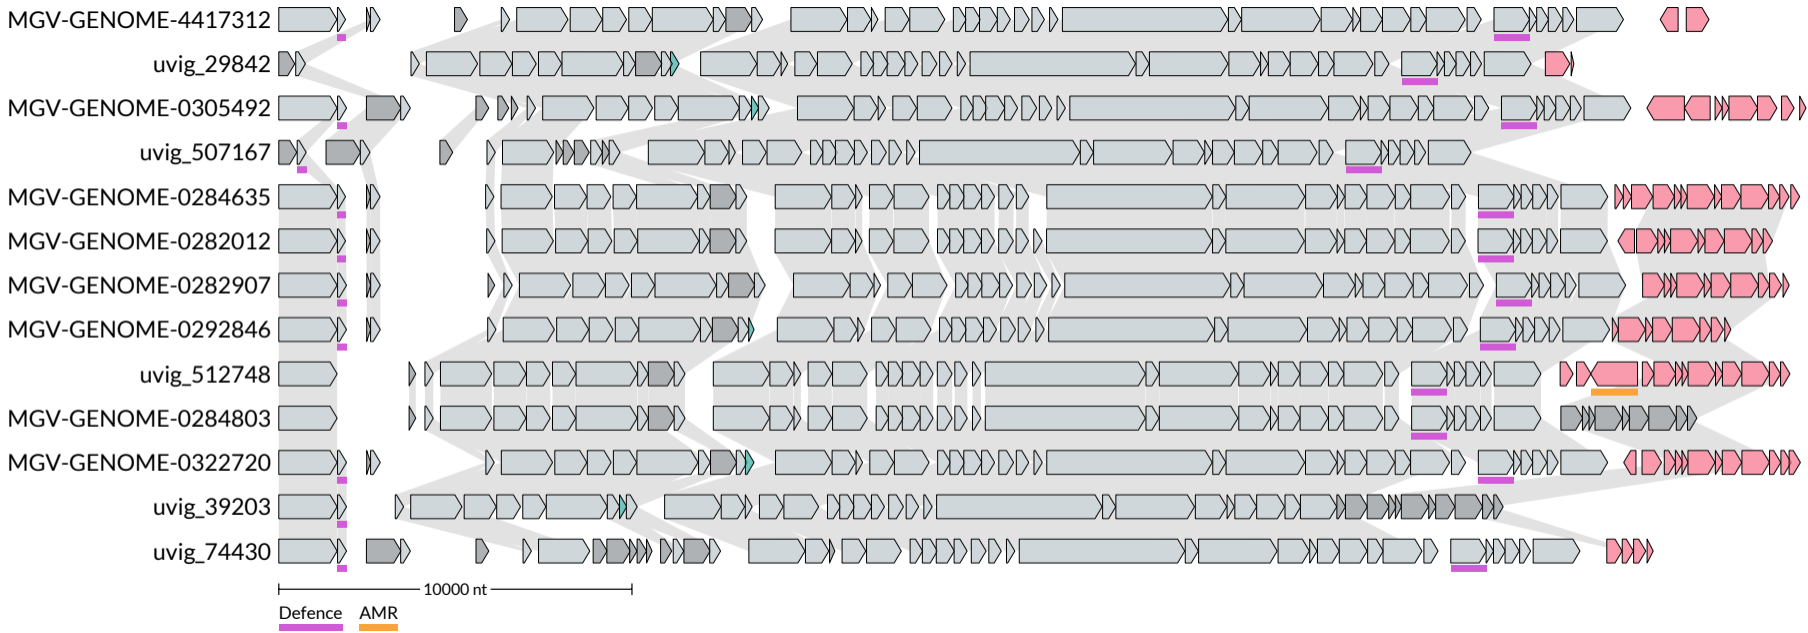 MGV-GENOME-4417312
uvig_29842
MGV-GENOME-0305492
uvig_507167
MGV-GENOME-0284635
MGV-GENOME-0282012
MGV-GENOME-0282907
MGV-GENOME-0292846
uvig_512748
MGV-GENOME-0284803
MGV-GENOME-0322720
uvig_39203
uvig_74430
10000 nt
Defence AMR